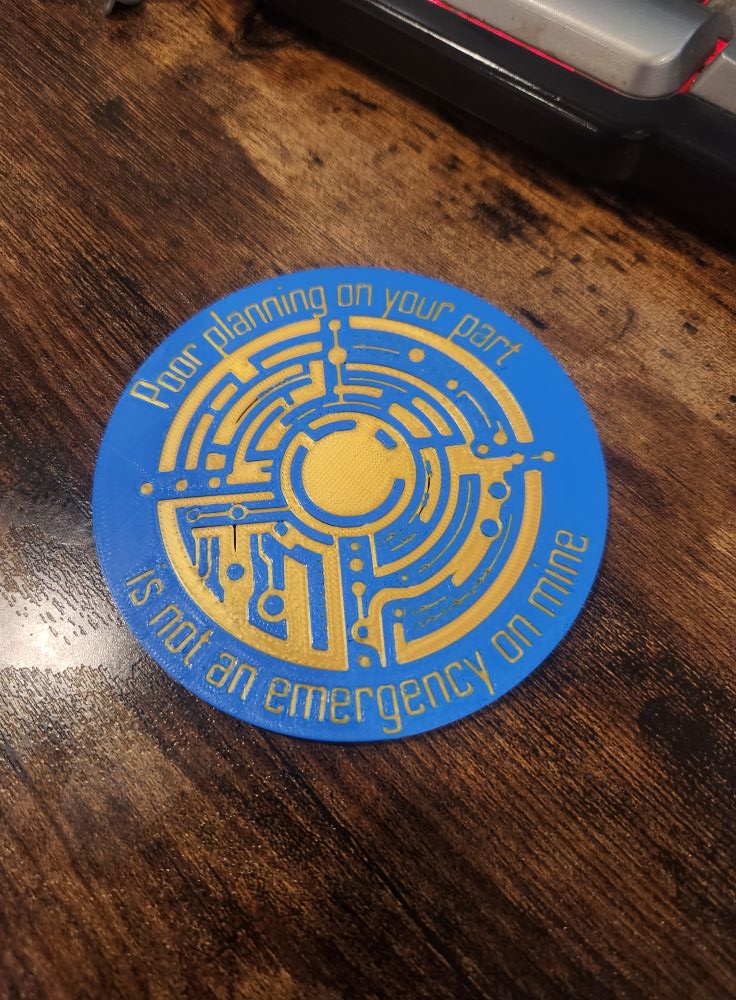 Poor planning on your part
is not an emergency on mine